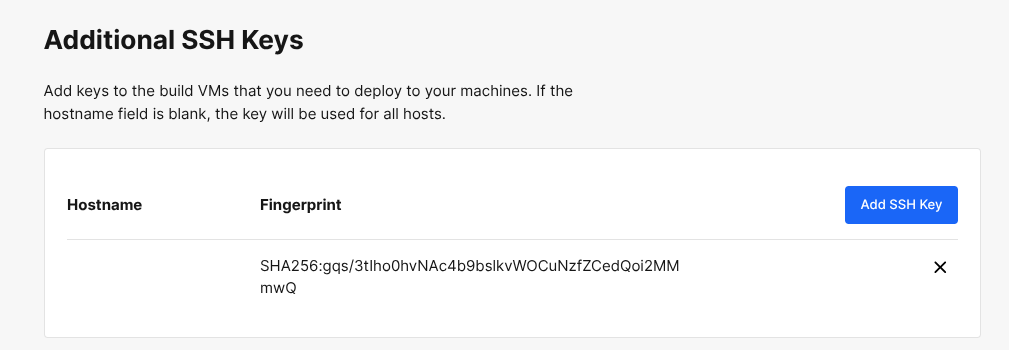 Additional SSH Keys
Add keys to the build VMs that you need to deploy to your machines. If the
hostname field is blank, the key will be used for all hosts.
Hostname Fingerprint Add SSH Key
SHA256:gqs/3tIho0hvNAc4b9bslkvWOCuNzfZCedQoi2MM
mwQ